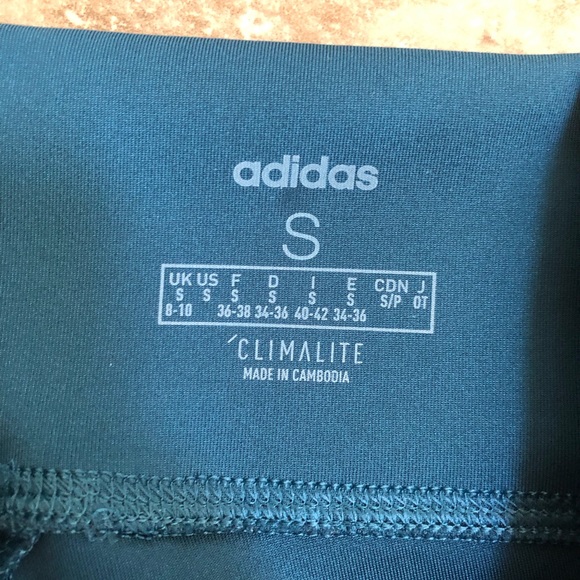 adidas
S
UK US F D I E CDN J
S S S S S S S/P OT
8-10 36-38 34-36 40-42 34-36
´CLIMALITE
MADE IN CAMBODIA